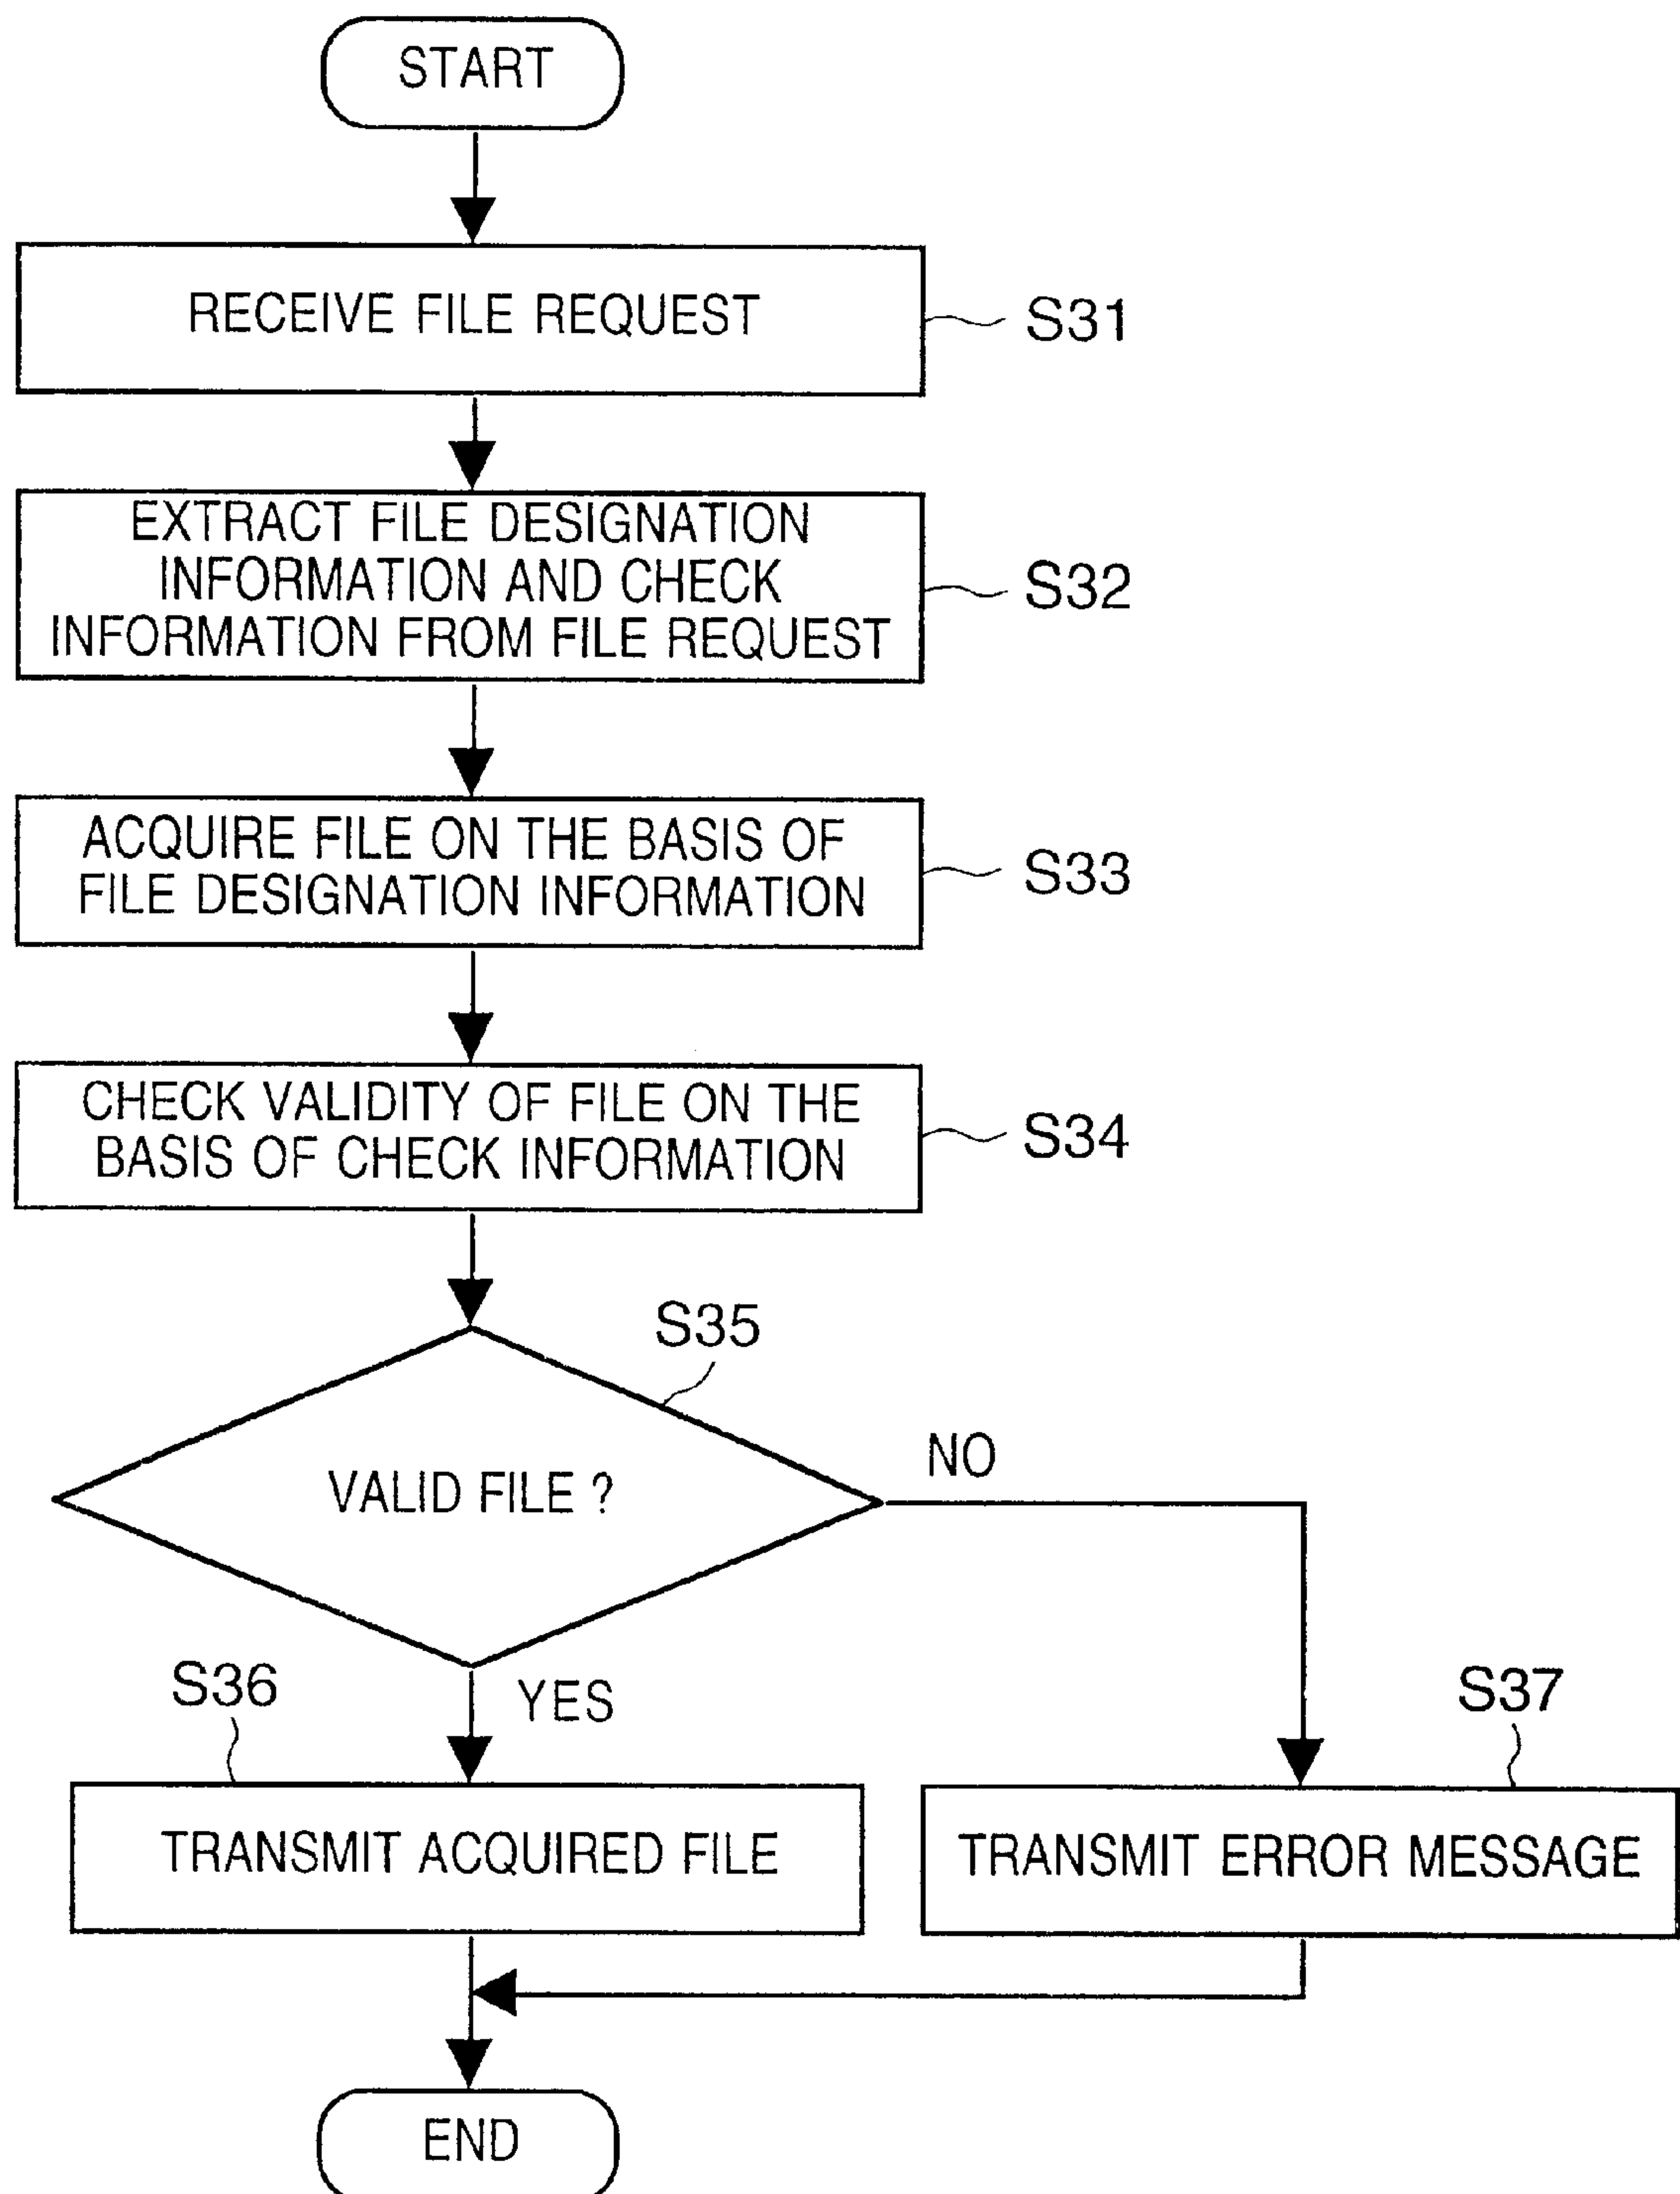 START
RECEIVE FILE REQUEST
S31
EXTRACT FILE DESIGNATION
INFORMATION AND CHECK
INFORMATION FROM FILE REQUEST
S32
ACQUIRE FILE ON THE BASIS OF
FILE DESIGNATION INFORMATION
S33
CHECK VALIDITY OF FILE ON THE
BASIS OF CHECK INFORMATION
S34
S35
VALID FILE ?
NO
YES
S36
TRANSMIT ACQUIRED FILE
S37
TRANSMIT ERROR MESSAGE
END